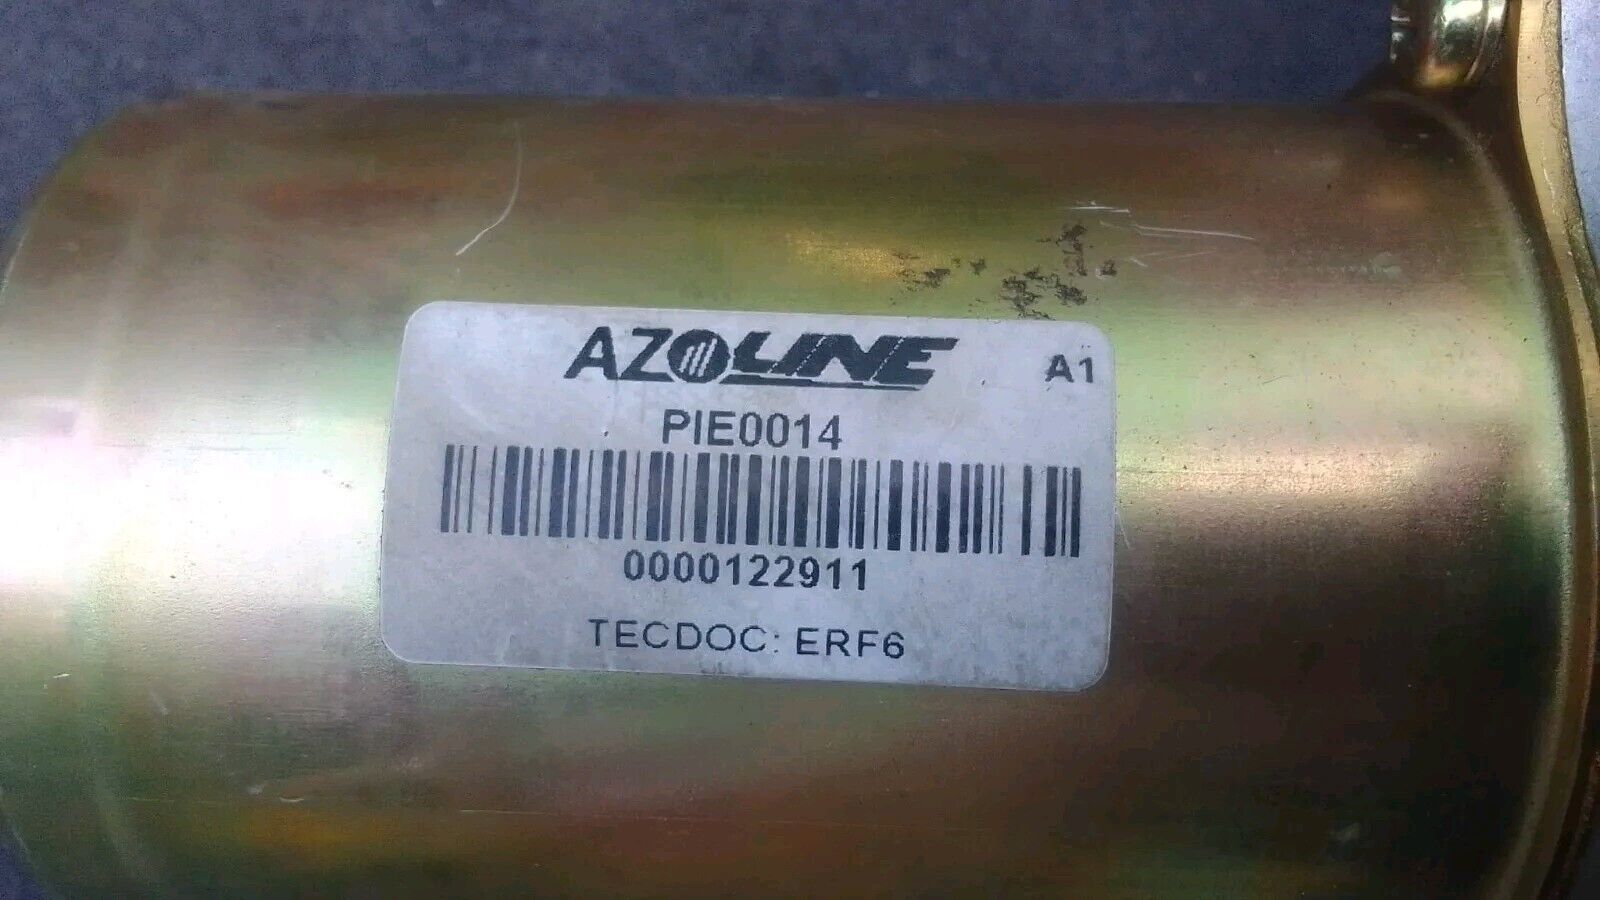 AZOLINE A1
PIE0014
0000122911
TECDOC: ERF6